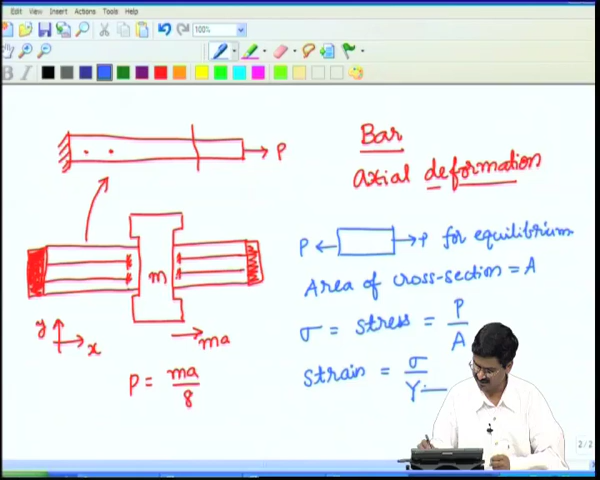 Edit View Insert Actions Tools Help
100%
B I
Bar
Axial deformation
P
P P for equilibrium
Area of cross-section = A
σ = stress = P/A
strain = σ/Y
m
y
x
ma
P = ma/8
2/2